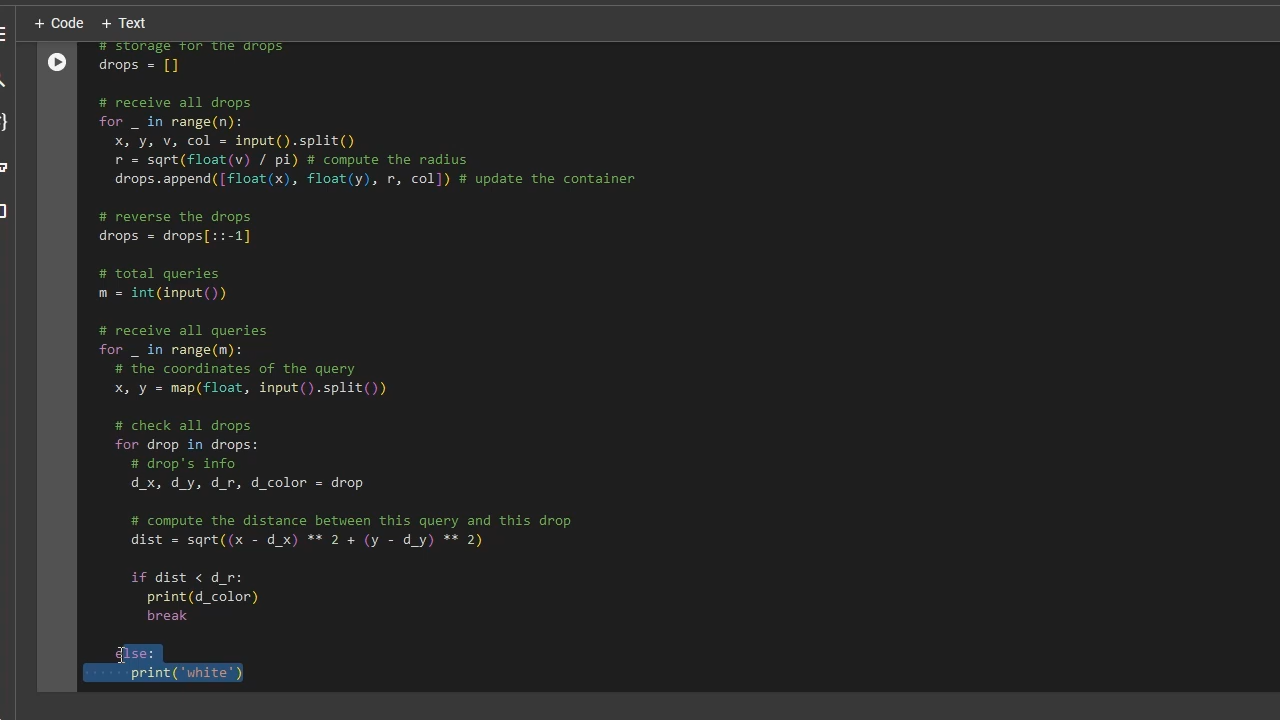 + Code + Text
# storage for the drops
drops = []
# receive all drops
for _ in range(n):
x, y, v, col = input().split()
r = sqrt(float(v) / pi) # compute the radius
drops.append([float(x), float(y), r, col]) # update the container
# reverse the drops
drops = drops[::-1]
# total queries
m = int(input())
# receive all queries
for _ in range(m):
# the coordinates of the query
x, y = map(float, input().split())
# check all drops
for drop in drops:
# drop's info
d_x, d_y, d_r, d_color = drop
# compute the distance between this query and this drop
dist = sqrt((x - d_x) ** 2 + (y - d_y) ** 2)
if dist < d_r:
print(d_color)
break
else:
print('white')